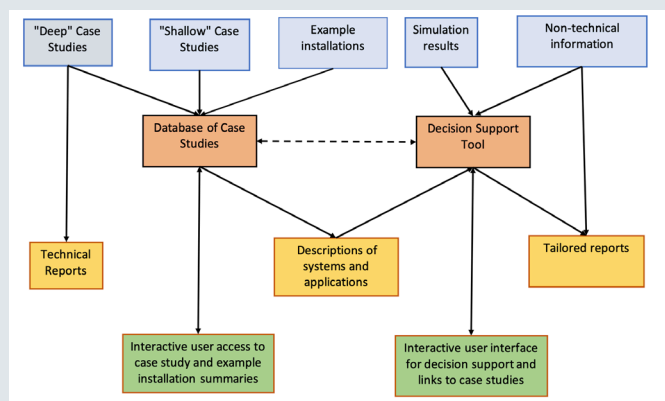 "Deep" Case
Studies
"Shallow" Case
Studies
Example
installations
Simulation
results
Non-technical
information
Database of Case
Studies
Decision Support
Tool
Technical
Reports
Descriptions of
systems and
applications
Tailored reports
Interactive user access to
case study and example
installation summaries
Interactive user interface
for decision support and
links to case studies